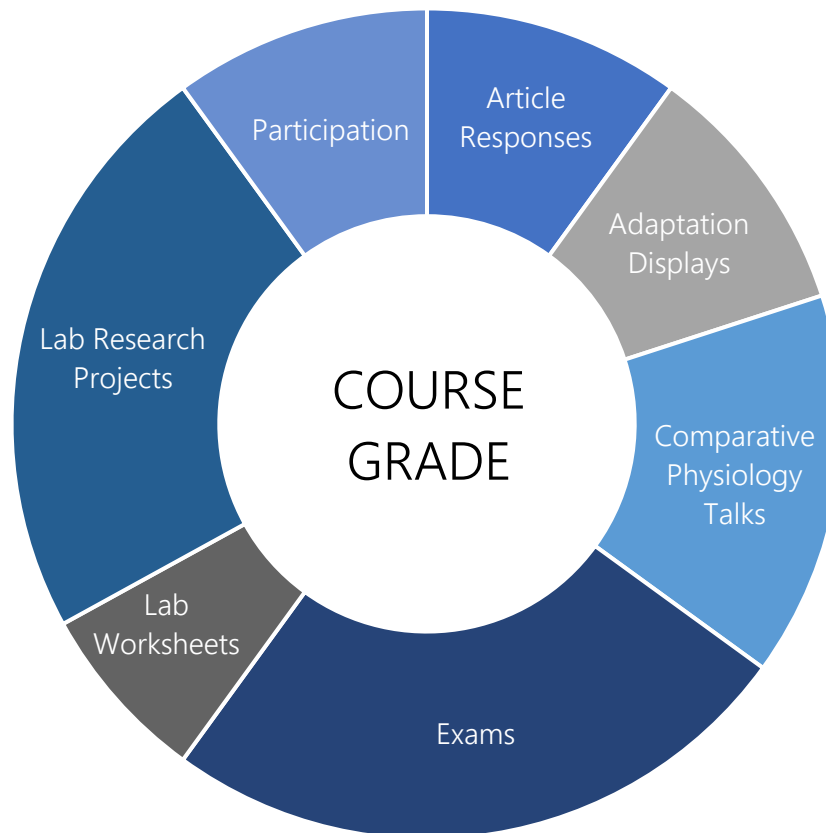 Article
Responses
Adaptation
Displays
Comparative
Physiology
Talks
Exams
Lab
Worksheets
Lab Research
Projects
Participation
COURSE
GRADE